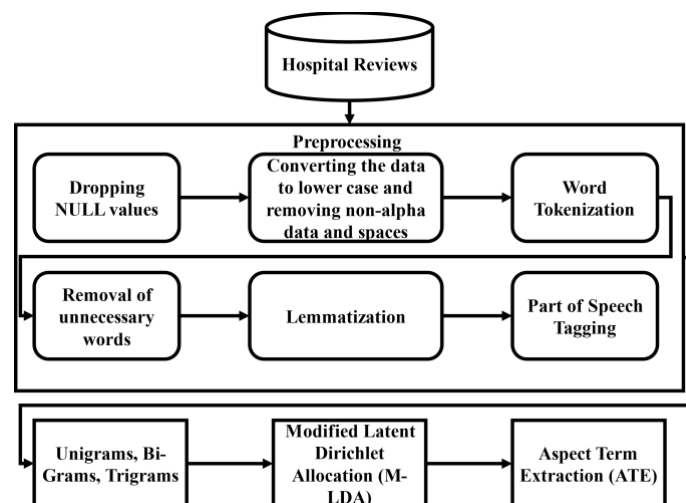 Hospital Reviews
Preprocessing
Dropping
NULL values
Converting the data
to lower case and
removing non-alpha
data and spaces
Word
Tokenization
Removal of
unnecessary
words
Lemmatization
Part of Speech
Tagging
Unigrams, Bi-
Grams, Trigrams
Modified Latent
Dirichlet
Allocation (M-
LDA)
Aspect Term
Extraction (ATE)